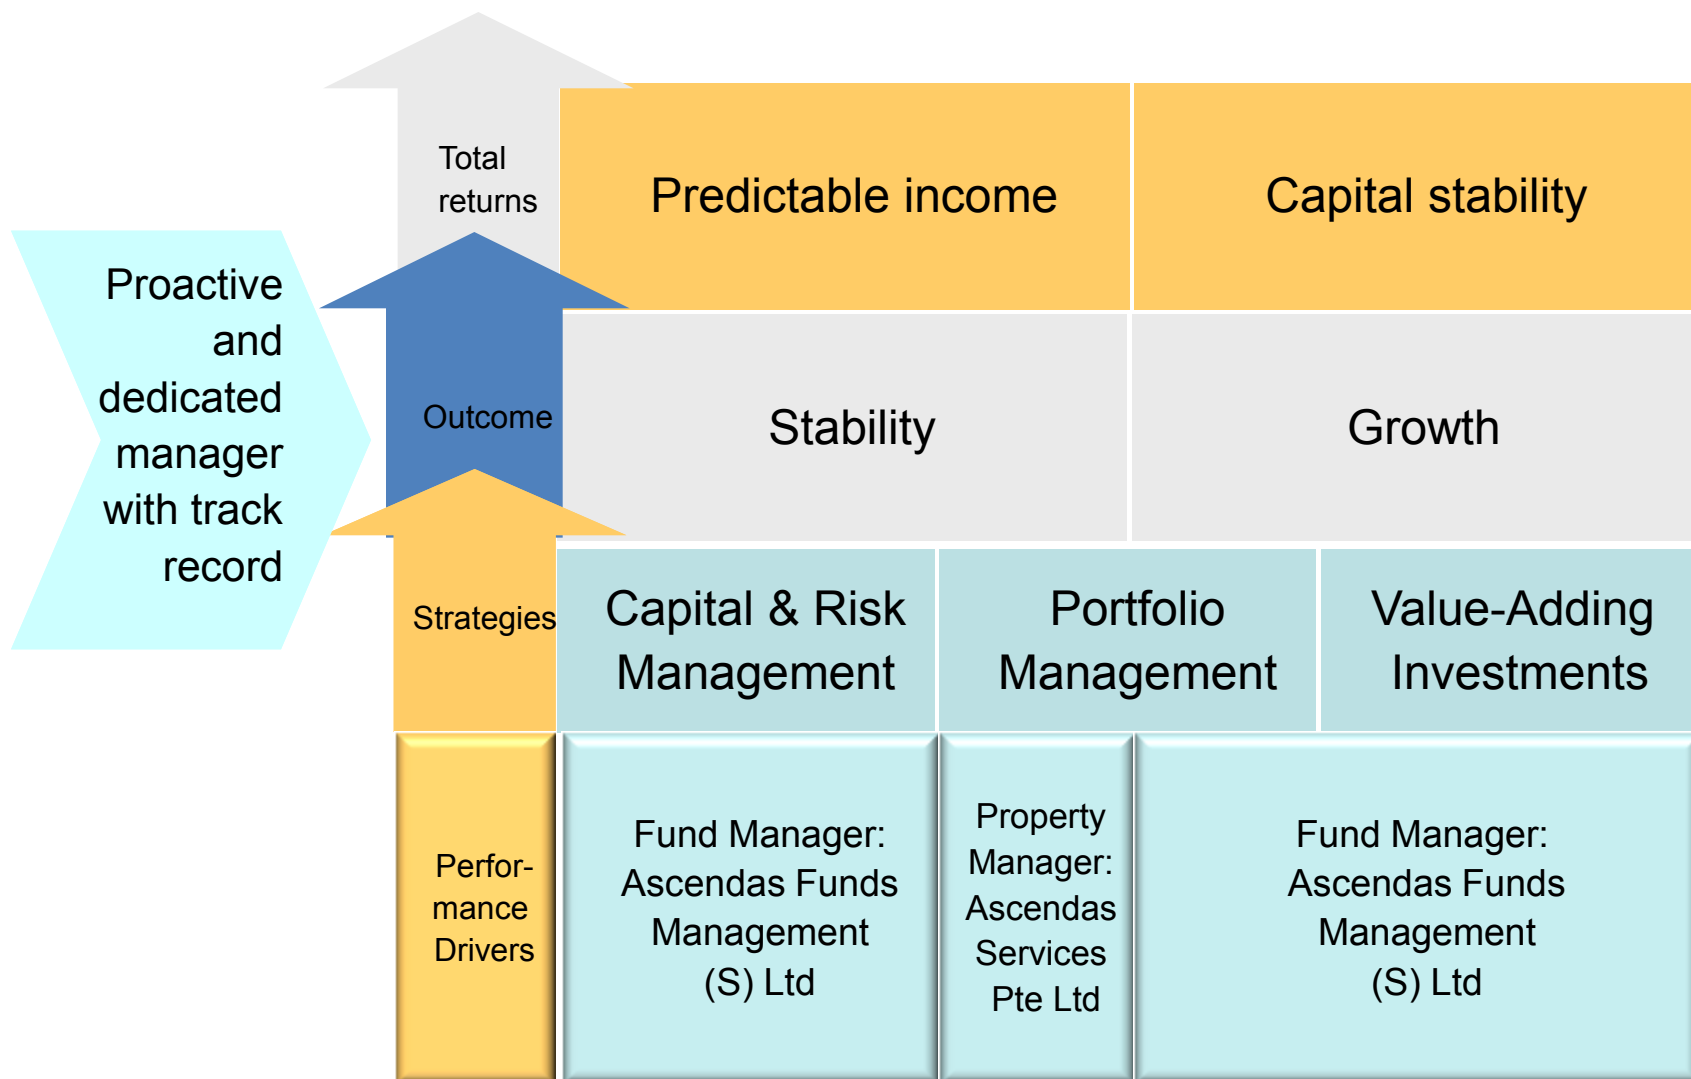 Proactive
and
dedicated
manager
with track
record
Total
returns
Predictable income
Capital stability
Outcome
Stability
Growth
Strategies
Capital & Risk
Management
Portfolio
Management
Value-Adding
Investments
Perfor-
mance
Drivers
Fund Manager:
Ascendas Funds
Management
(S) Ltd
Property
Manager:
Ascendas
Services
Pte Ltd
Fund Manager:
Ascendas Funds
Management
(S) Ltd